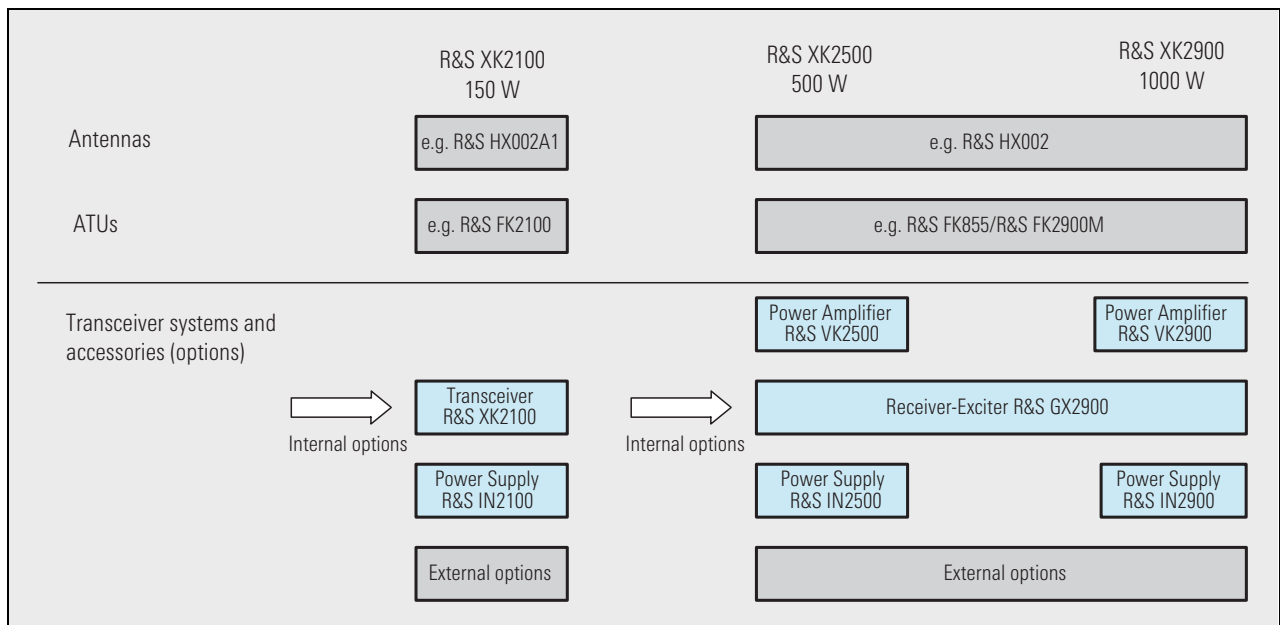 R&S XK2100
150 W
R&S XK2500
500 W
R&S XK2900
1000 W
Antennas
e.g. R&S HX002A1
e.g. R&S HX002
ATUs
e.g. R&S FK2100
e.g. R&S FK855/R&S FK2900M
Transceiver systems and
accessories (options)
Power Amplifier
R&S VK2500
Power Amplifier
R&S VK2900
Internal options
Transceiver
R&S XK2100
Internal options
Receiver-Exciter R&S GX2900
Power Supply
R&S IN2100
Power Supply
R&S IN2500
Power Supply
R&S IN2900
External options
External options